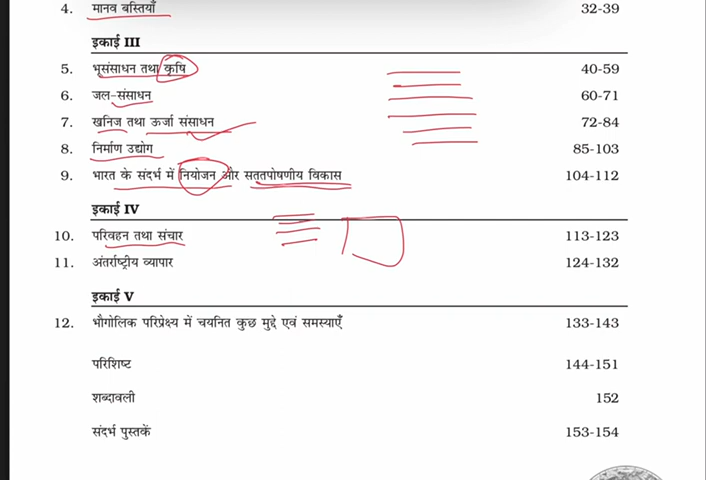 4. मानव बस्तियाँ 32-39
इकाई III
5. भूसंसाधन तथा कृषि 40-59
6. जल-संसाधन 60-71
7. खनिज तथा ऊर्जा संसाधन 72-84
8. निर्माण उद्योग 85-103
9. भारत के संदर्भ में नियोजन और सततपोषणीय विकास 104-112
इकाई IV
10. परिवहन तथा संचार 113-123
11. अंतर्राष्ट्रीय व्यापार 124-132
इकाई V
12. भौगोलिक परिप्रेक्ष्य में चयनित कुछ मुद्दे एवं समस्याएँ 133-143
परिशिष्ट 144-151
शब्दावली 152
संदर्भ पुस्तकें 153-154